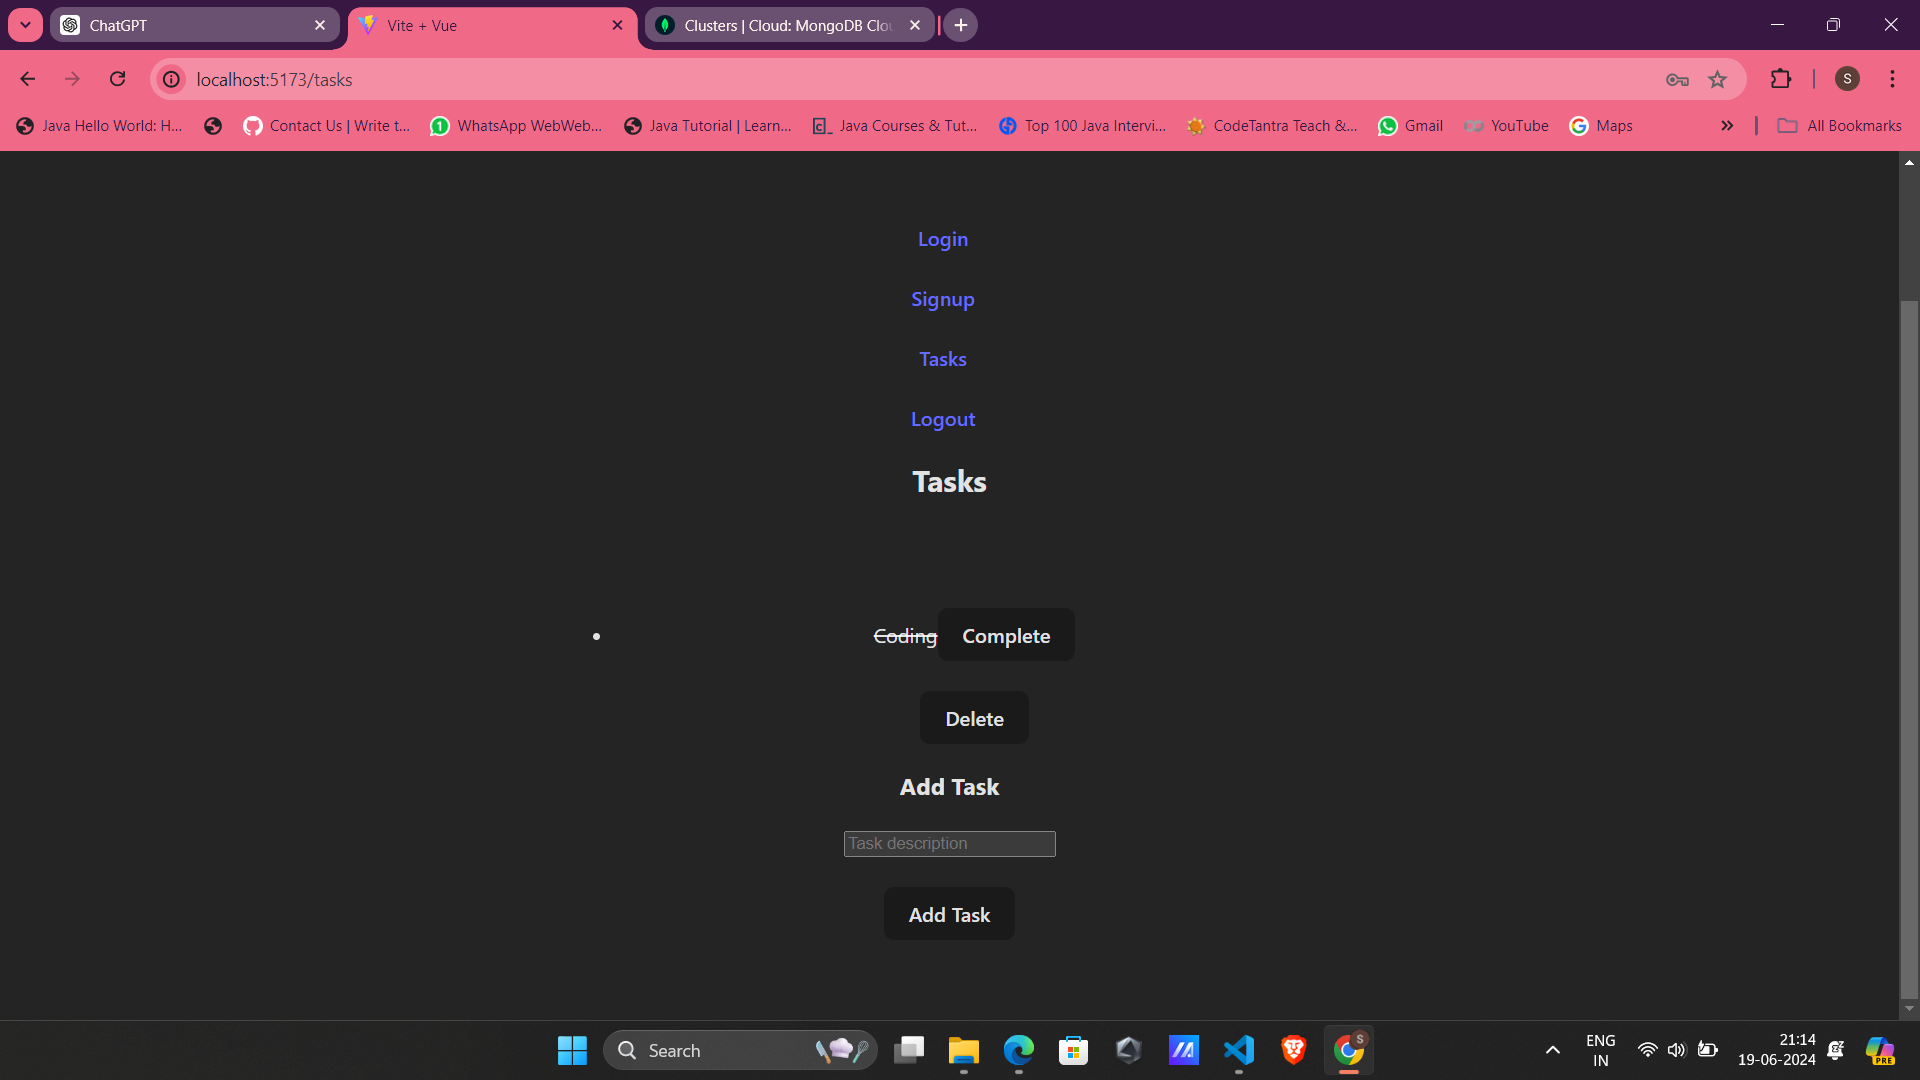 ChatGPT
Vite + Vue
Clusters | Cloud: MongoDB Clou
localhost:5173/tasks
S
Java Hello World: H...
Contact Us | Write t...
1
WhatsApp WebWeb...
Java Tutorial | Learn...
Java Courses & Tut...
Top 100 Java Intervi...
CodeTantra Teach &...
Gmail
YouTube
Maps
»
All Bookmarks
Login
Signup
Tasks
Logout
Tasks
• Coding Complete
Delete
Add Task
Task description
Add Task
Search
S
ENG
IN
21:14
19-06-2024
PRE